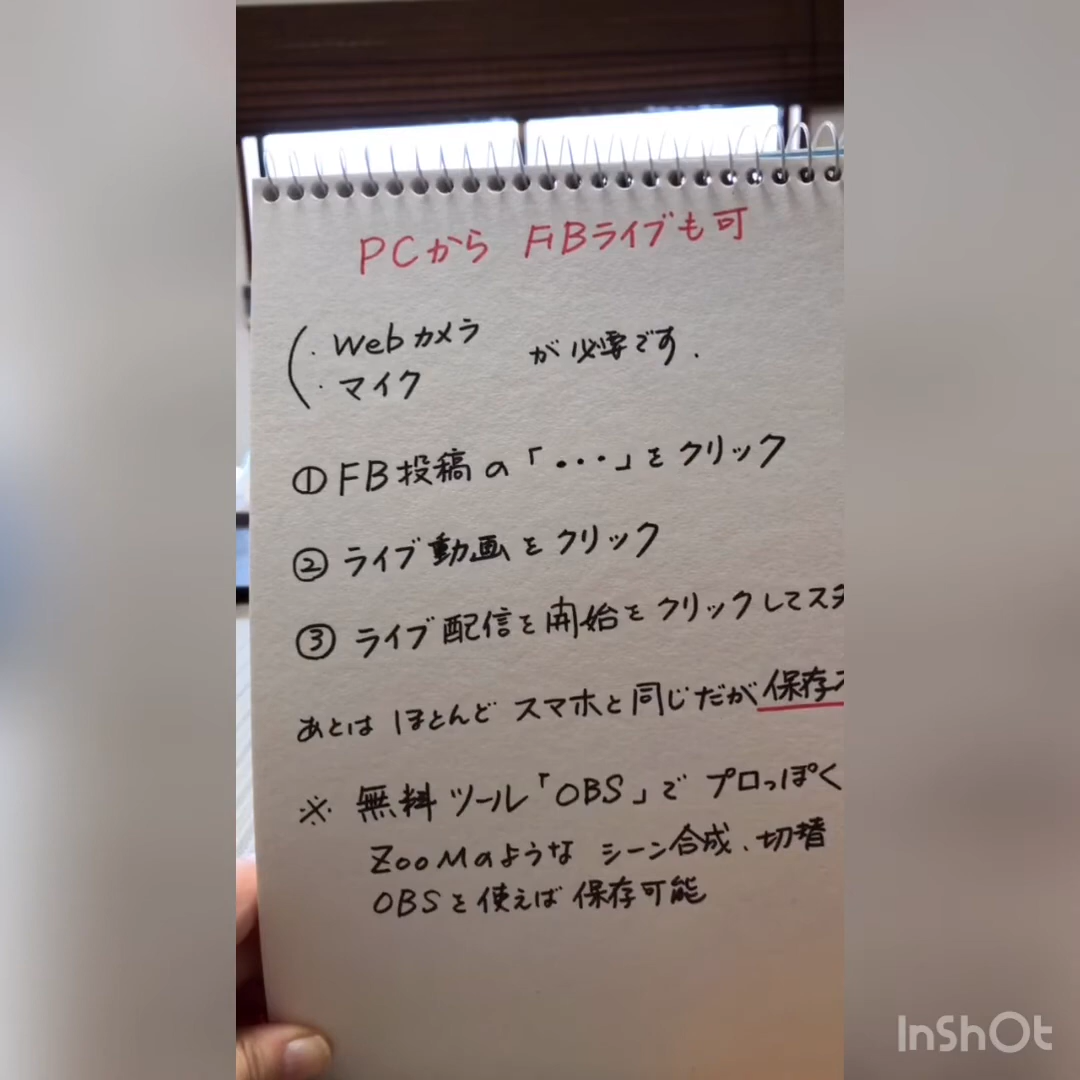 PCから FBライブも可
・Webカメラ
・マイク
が必要です.
① FB投稿の「・・・」をクリック
② ライブ動画をクリック
③ ライブ配信を開始をクリックしてス
あとは ほとんど スマホと同じだが 保存
※ 無料ツール「OBS」で プロっぽく
ZooMのような シーン合成、切替
OBSを使えば 保存可能
InShOt